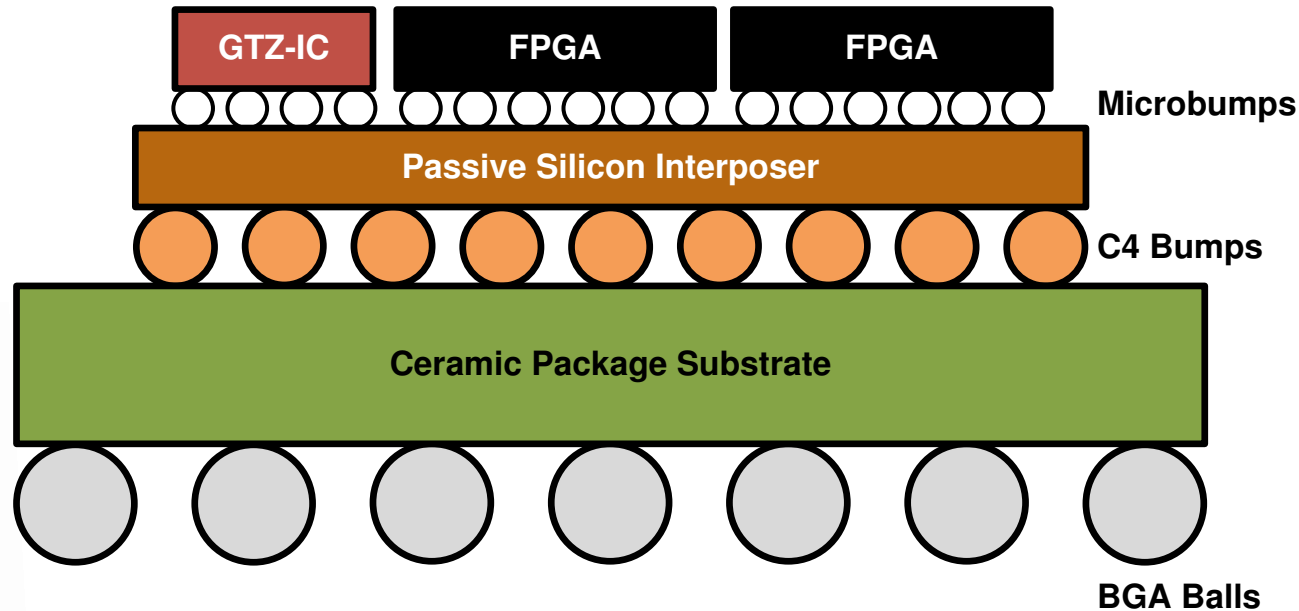 GTZ-IC
FPGA
FPGA
Microbumps
Passive Silicon Interposer
C4 Bumps
Ceramic Package Substrate
BGA Balls